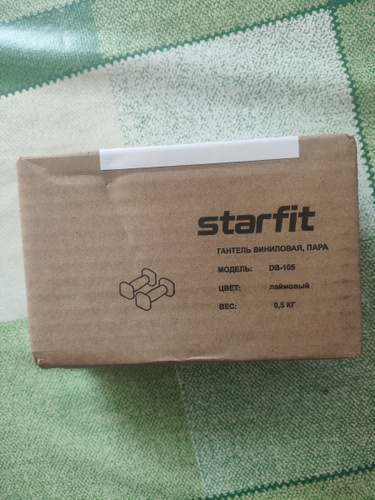 starfit
ГАНТЕЛЬ ВИНИЛОВАЯ, ПАРА
МОДЕЛЬ: DB-105
ЦВЕТ: лаймовый
ВЕС: 0,5 КГ